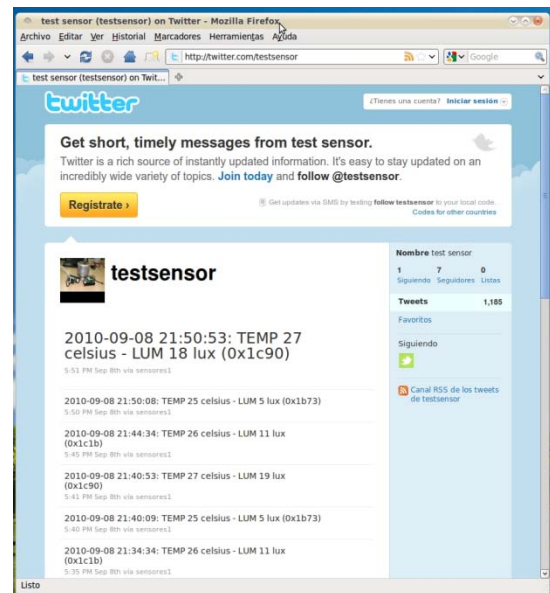 test sensor (testsensor) on Twitter - Mozilla Firefox
Archivo Editar Ver Historial Marcadores Herramientas Ayuda
http://twitter.com/testsensor
Google
test sensor (testsensor) on Twit...
twitter
¿Tienes una cuenta? Iniciar sesión
Get short, timely messages from test sensor.
Twitter is a rich source of instantly updated information. It's easy to stay updated on an
incredibly wide variety of topics. Join today and follow @testsensor.
Regístrate ›
Get updates via SMS by texting follow testsensor to your local code.
Codes for other countries
testsensor
2010-09-08 21:50:53: TEMP 27
celsius - LUM 18 lux (0x1c90)
5:51 PM Sep 8th vía sensores1
2010-09-08 21:50:08: TEMP 25 celsius - LUM 5 lux (0x1b73)
5:50 PM Sep 8th vía sensores1
2010-09-08 21:44:34: TEMP 26 celsius - LUM 11 lux
(0x1c1b)
5:45 PM Sep 8th vía sensores1
2010-09-08 21:40:53: TEMP 27 celsius - LUM 19 lux
(0x1c90)
5:41 PM Sep 8th vía sensores1
2010-09-08 21:40:09: TEMP 25 celsius - LUM 5 lux (0x1b73)
5:40 PM Sep 8th vía sensores1
2010-09-08 21:34:34: TEMP 26 celsius - LUM 11 lux
(0x1c1b)
5:35 PM Sep 8th vía sensores1
Nombre test sensor
1 7 0
Siguiendo Seguidores Listas
Tweets 1,185
Favoritos
Siguiendo
Canal RSS de los tweets
de testsensor
Listo